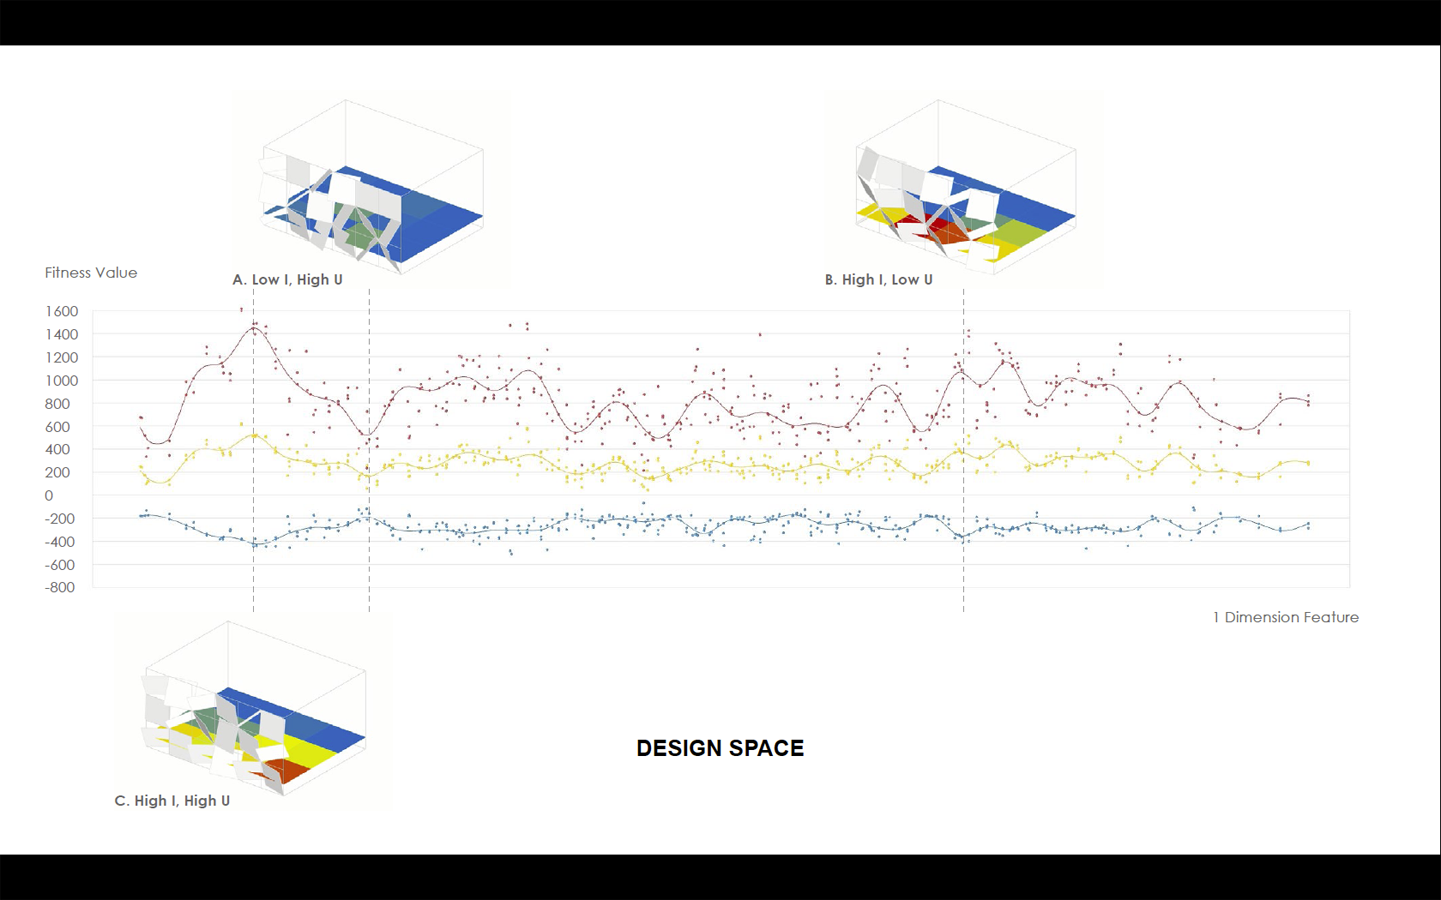 Fitness Value
A. Low I, High U
B. High I, Low U
1600
1400
1200
1000
800
600
400
200
0
-200
-400
-600
-800
1 Dimension Feature
DESIGN SPACE
C. High I, High U